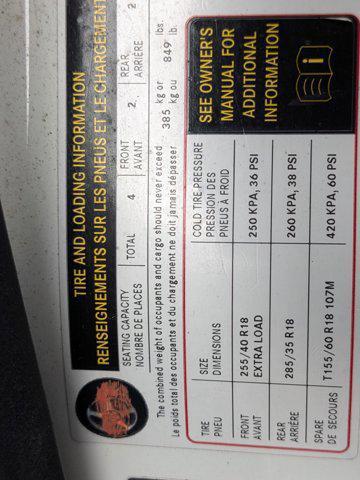 TIRE AND LOADING INFORMATION
RENSEIGNEMENTS SUR LES PNEUS ET LE CHARGEMENT
SEATING CAPACITY TOTAL 4 FRONT 2 REAR 2
NOMBRE DE PLACES AVANT ARRIÈRE
The combined weight of occupants and cargo should never exceed 385 kg or 849 lbs.
Le poids total des occupants et du chargement ne doit jamais dépasser kg ou lb.
TIRE SIZE COLD TIRE PRESSURE
PNEU DIMENSIONS PRESSION DES
PNEUS À FROID
FRONT 255/40 R18 250 KPA, 36 PSI
AVANT EXTRA LOAD
REAR 285/35 R18 260 KPA, 38 PSI
ARRIÈRE
SPARE T155/60 R18 107M 420 KPA, 60 PSI
DE SECOURS
SEE OWNER'S
MANUAL FOR
ADDITIONAL
INFORMATION
i